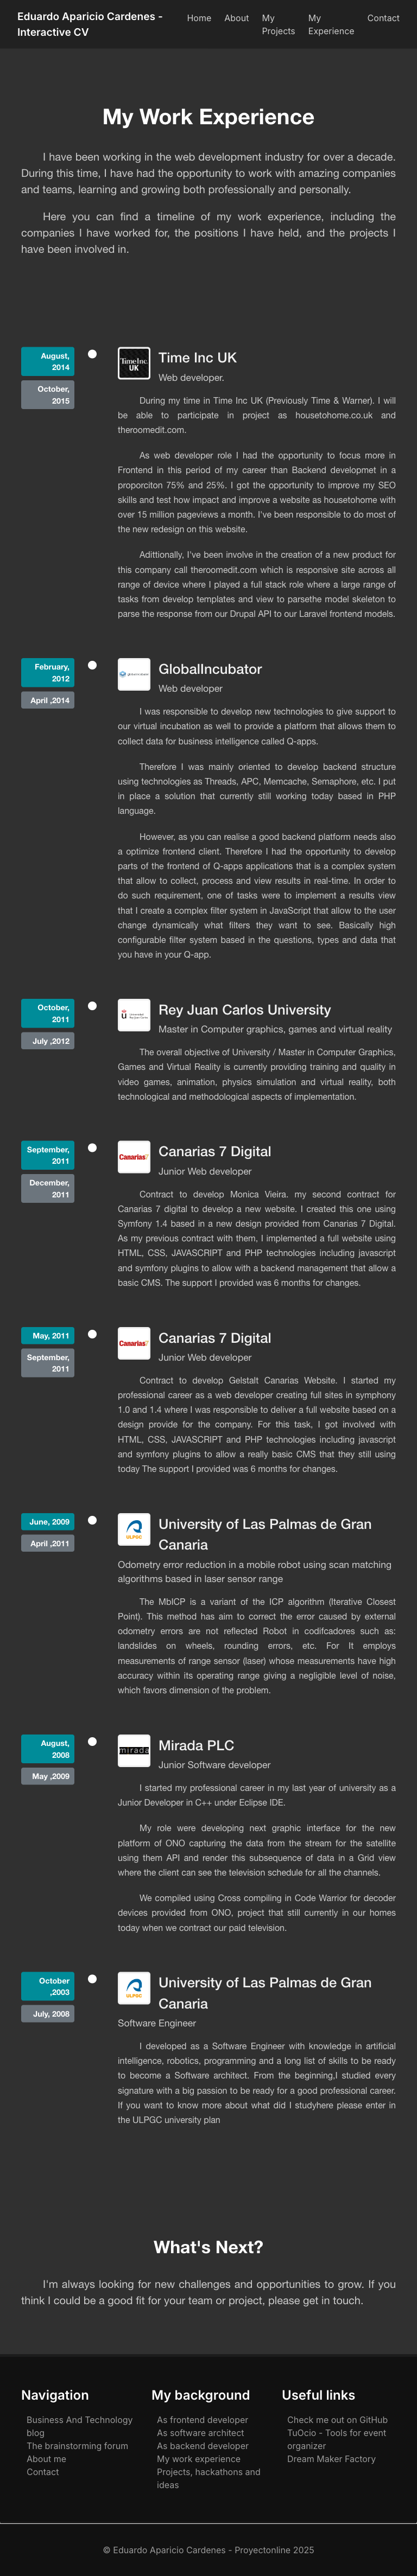 Eduardo Aparicio Cardenes -
Interactive CV
Home
About
My
Projects
My
Experience
Contact
My Work Experience
I have been working in the web development industry for over a decade.
During this time, I have had the opportunity to work with amazing companies
and teams, learning and growing both professionally and personally.
Here you can find a timeline of my work experience, including the
companies I have worked for, the positions I have held, and the projects I
have been involved in.
August,
2014
October,
2015
Time Inc.
UK
Time Inc UK
Web developer.
During my time in Time Inc UK (Previously Time & Warner). I will
be able to participate in project as housetohome.co.uk and
theroomedit.com.
As web developer role I had the opportunity to focus more in
Frontend in this period of my career than Backend developmet in a
proporciton 75% and 25%. I got the opportunity to improve my SEO
skills and test how impact and improve a website as housetohome with
over 15 million pageviews a month. I've been responsible to do most of
the new redesign on this website.
Adittionally, I've been involve in the creation of a new product for
this company call theroomedit.com which is responsive site across all
range of device where I played a full stack role where a large range of
tasks from develop templates and view to parsethe model skeleton to
parse the response from our Drupal API to our Laravel frontend models.
February,
2012
April ,2014
GlobalIncubator
Web developer
I was responsible to develop new technologies to give support to
our virtual incubation as well to provide a platform that allows them to
collect data for business intelligence called Q-apps.
Therefore I was mainly oriented to develop backend structure
using technologies as Threads, APC, Memcache, Semaphore, etc. I put
in place a solution that currently still working today based in PHP
language.
However, as you can realise a good backend platform needs also
a optimize frontend client. Therefore I had the opportunity to develop
parts of the frontend of Q-apps applications that is a complex system
that allow to collect, process and view results in real-time. In order to
do such requirement, one of tasks were to implement a results view
that I create a complex filter system in JavaScript that allow to the user
change dynamically what filters they want to see. Basically high
configurable filter system based in the questions, types and data that
you have in your Q-app.
October,
2011
July ,2012
Rey Juan Carlos University
Master in Computer graphics, games and virtual reality
The overall objective of University / Master in Computer Graphics,
Games and Virtual Reality is currently providing training and quality in
video games, animation, physics simulation and virtual reality, both
technological and methodological aspects of implementation.
September,
2011
December,
2011
Canarias7
Canarias 7 Digital
Junior Web developer
Contract to develop Monica Vieira. my second contract for
Canarias 7 digital to develop a new website. I created this one using
Symfony 1.4 based in a new design provided from Canarias 7 Digital.
As my previous contract with them, I implemented a full website using
HTML, CSS, JAVASCRIPT and PHP technologies including javascript
and symfony plugins to allow with a backend management that allow a
basic CMS. The support I provided was 6 months for changes.
May, 2011
September,
2011
Canarias7
Canarias 7 Digital
Junior Web developer
Contract to develop Gelstalt Canarias Website. I started my
professional career as a web developer creating full sites in symphony
1.0 and 1.4 where I was responsible to deliver a full website based on a
design provide for the company. For this task, I got involved with
HTML, CSS, JAVASCRIPT and PHP technologies including javascript
and symfony plugins to allow a really basic CMS that they still using
today The support I provided was 6 months for changes.
June, 2009
April ,2011
ULPGC
University of Las Palmas de Gran
Canaria
Odometry error reduction in a mobile robot using scan matching
algorithms based in laser sensor range
The MbICP is a variant of the ICP algorithm (Iterative Closest
Point). This method has aim to correct the error caused by external
odometry errors are not reflected Robot in codifcadores such as:
landslides on wheels, rounding errors, etc. For It employs
measurements of range sensor (laser) whose measurements have high
accuracy within its operating range giving a negligible level of noise,
which favors dimension of the problem.
August,
2008
May ,2009
mirada
Mirada PLC
Junior Software developer
I started my professional career in my last year of university as a
Junior Developer in C++ under Eclipse IDE.
My role were developing next graphic interface for the new
platform of ONO capturing the data from the stream for the satellite
using them API and render this subsequence of data in a Grid view
where the client can see the television schedule for all the channels.
We compiled using Cross compiling in Code Warrior for decoder
devices provided from ONO, project that still currently in our homes
today when we contract our paid television.
October
,2003
July, 2008
ULPGC
University of Las Palmas de Gran
Canaria
Software Engineer
I developed as a Software Engineer with knowledge in artificial
intelligence, robotics, programming and a long list of skills to be ready
to become a Software architect. From the beginning,I studied every
signature with a big passion to be ready for a good professional career.
If you want to know more about what did I studyhere please enter in
the ULPGC university plan
What's Next?
I'm always looking for new challenges and opportunities to grow. If you
think I could be a good fit for your team or project, please get in touch.
Navigation
Business And Technology
blog
The brainstorming forum
About me
Contact
My background
As frontend developer
As software architect
As backend developer
My work experience
Projects, hackathons and
ideas
Useful links
Check me out on GitHub
TuOcio - Tools for event
organizer
Dream Maker Factory
© Eduardo Aparicio Cardenes - Proyectonline 2025